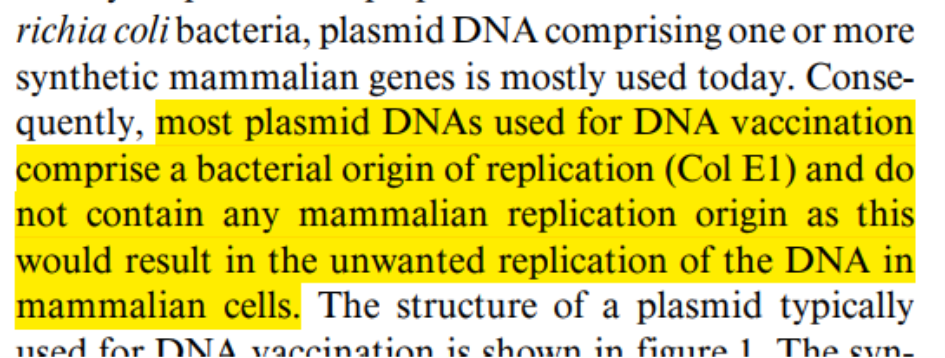 richia coli bacteria, plasmid DNA comprising one or more
synthetic mammalian genes is mostly used today. Conse-
quently, most plasmid DNAs used for DNA vaccination
comprise a bacterial origin of replication (Col E1) and do
not contain any mammalian replication origin as this
would result in the unwanted replication of the DNA in
mammalian cells. The structure of a plasmid typically
used for DNA vaccination is shown in figure 1. The syn-